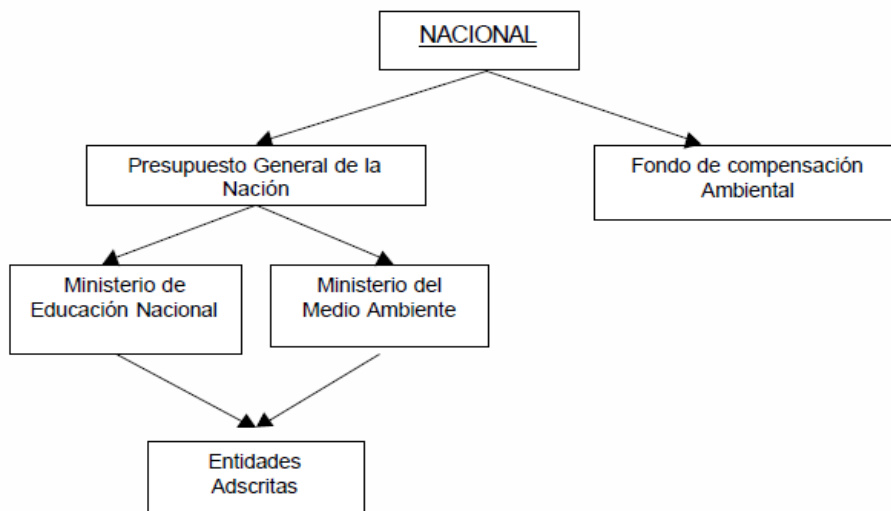 NACIONAL
Presupuesto General de la
Nación
Fondo de compensación
Ambiental
Ministerio de
Educación Nacional
Ministerio del
Medio Ambiente
Entidades
Adscritas